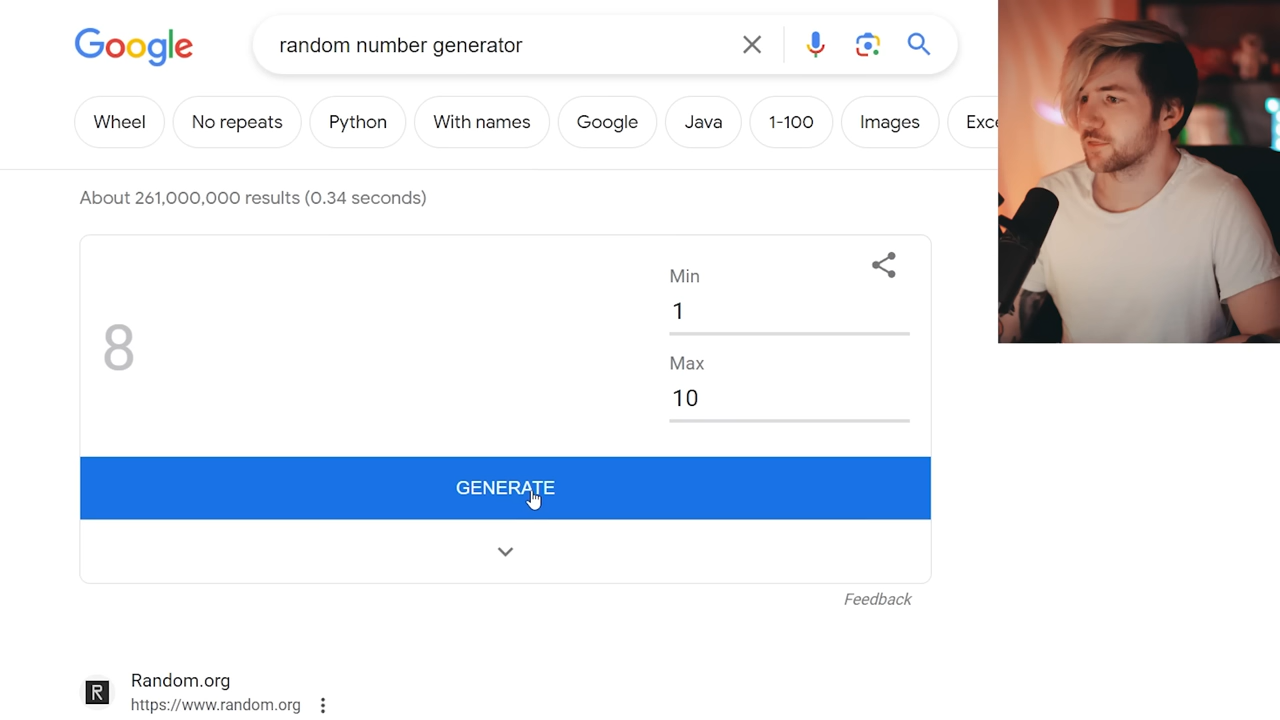 Google
random number generator
Wheel
No repeats
Python
With names
Google
Java
1-100
Images
Exc
About 261,000,000 results (0.34 seconds)
8
Min
1
Max
10
GENERATE
Feedback
R
Random.org
https://www.random.org